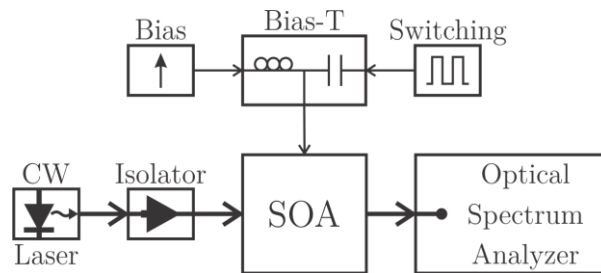 Bias
Bias-T
Switching
CW
Laser
Isolator
SOA
Optical
Spectrum
Analyzer